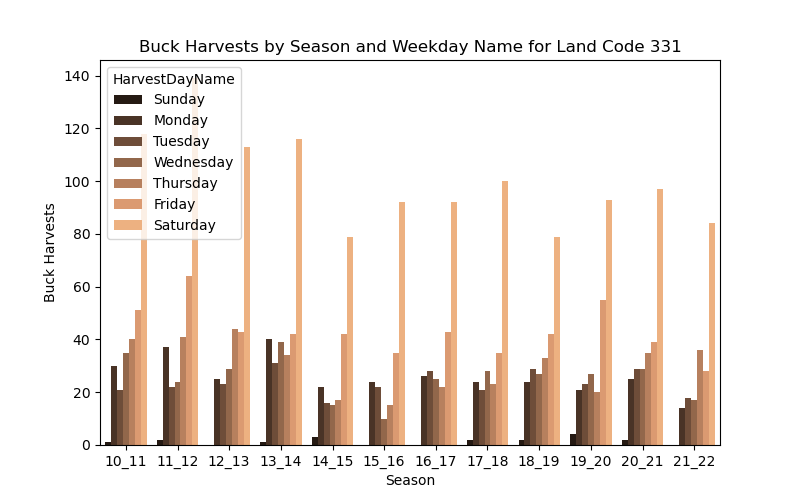 Buck Harvests by Season and Weekday Name for Land Code 331
HarvestDayName
Sunday
Monday
Tuesday
Wednesday
Thursday
Friday
Saturday
140
120
100
80
60
40
20
0
Buck Harvests
10_11 11_12 12_13 13_14 14_15 15_16 16_17 17_18 18_19 19_20 20_21 21_22
Season